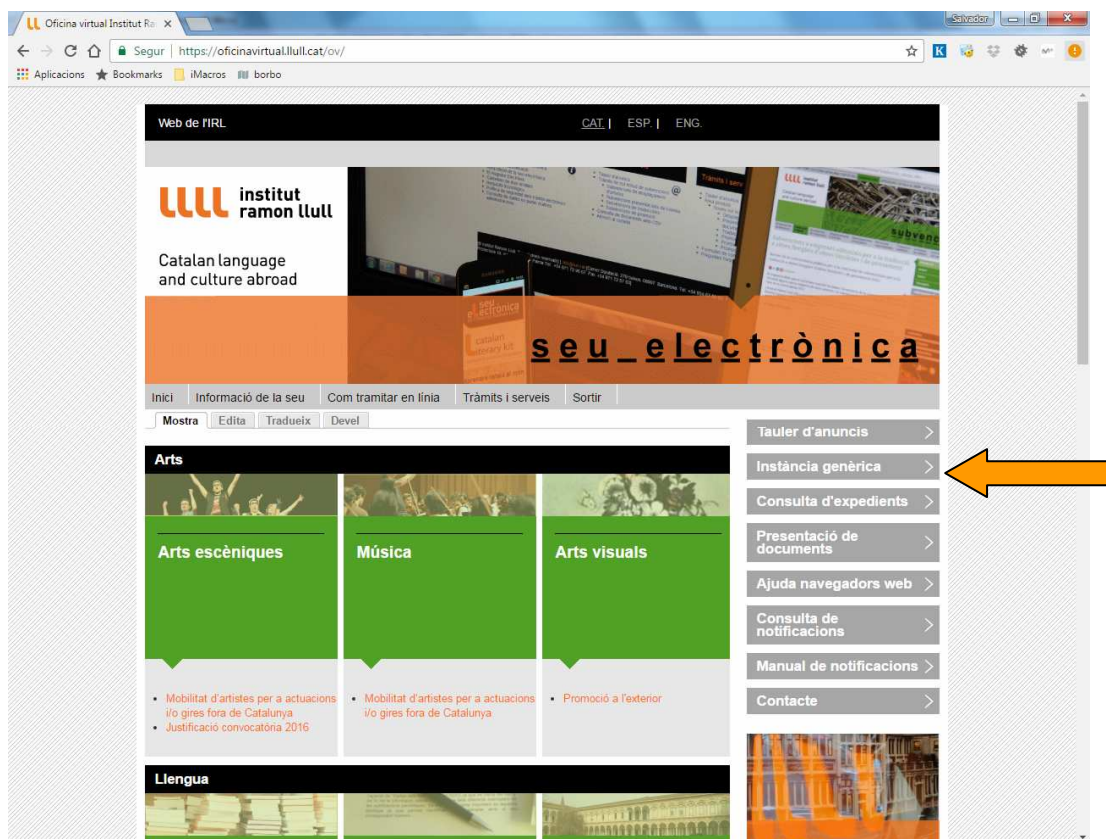 Oficina virtual Institut Ra
Salvador
Segur | https://oficinavirtual.llull.cat/ov/
Aplicacions Bookmarks iMacros borbo
Web de l'IRL CAT. | ESP. | ENG.
institut
ramon llull
Catalan language
and culture abroad
seu_electrònica
Inici Informació de la seu Com tramitar en línia Tràmits i serveis Sortir
Mostra Edita Tradueix Devel
Arts
Arts escèniques Música Arts visuals
• Mobilitat d'artistes per a actuacions
i/o gires fora de Catalunya
• Justificació convocatòria 2016
• Mobilitat d'artistes per a actuacions
i/o gires fora de Catalunya
• Promoció a l'exterior
Llengua
Tauler d'anuncis
Instància genèrica
Consulta d'expedients
Presentació de
documents
Ajuda navegadors web
Consulta de
notificacions
Manual de notificacions
Contacte